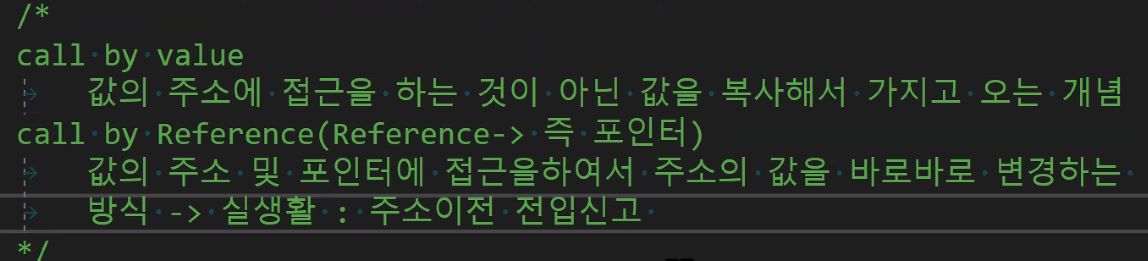 /*
call by value
값의 주소에 접근을 하는 것이 아닌 값을 복사해서 가지고 오는 개념
call by Reference(Reference-> 즉 포인터)
값의 주소 및 포인터에 접근을하여서 주소의 값을 바로바로 변경하는
방식 -> 실생활 : 주소이전 전입신고
*/